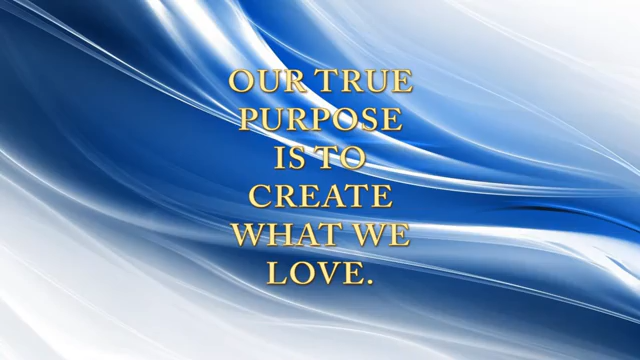 OUR TRUE
PURPOSE
IS TO
CREATE
WHAT WE
LOVE.